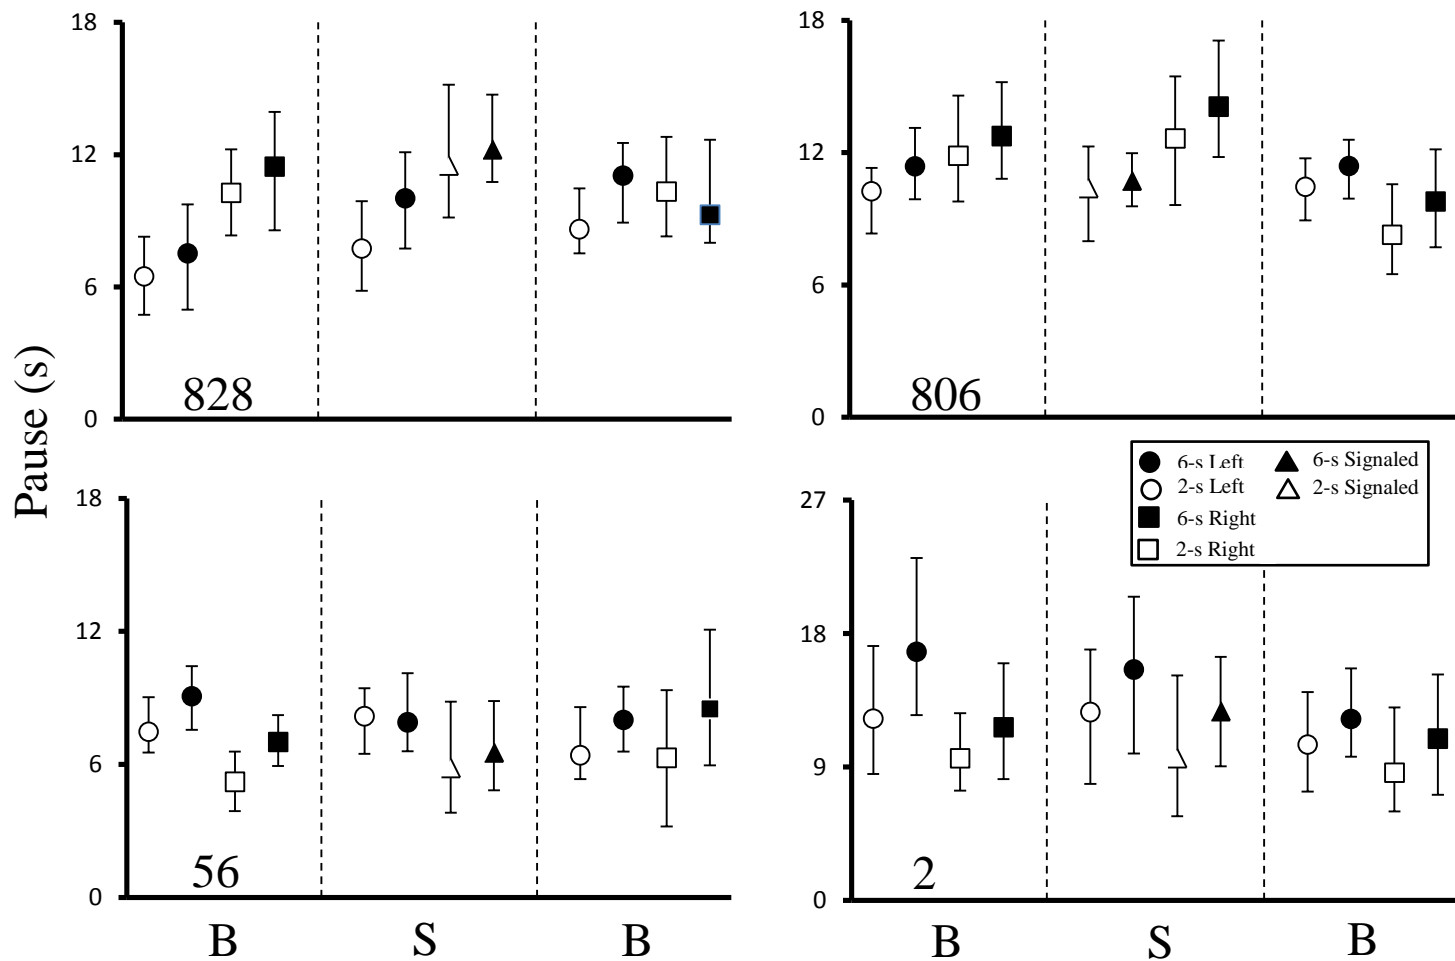 Pause (s)
18
12
6
0
828
18
12
6
0
806
6-s Left
6-s Signaled
2-s Left
2-s Signaled
6-s Right
2-s Right
18
12
6
0
56
27
18
9
0
2
B
S
B
B
S
B